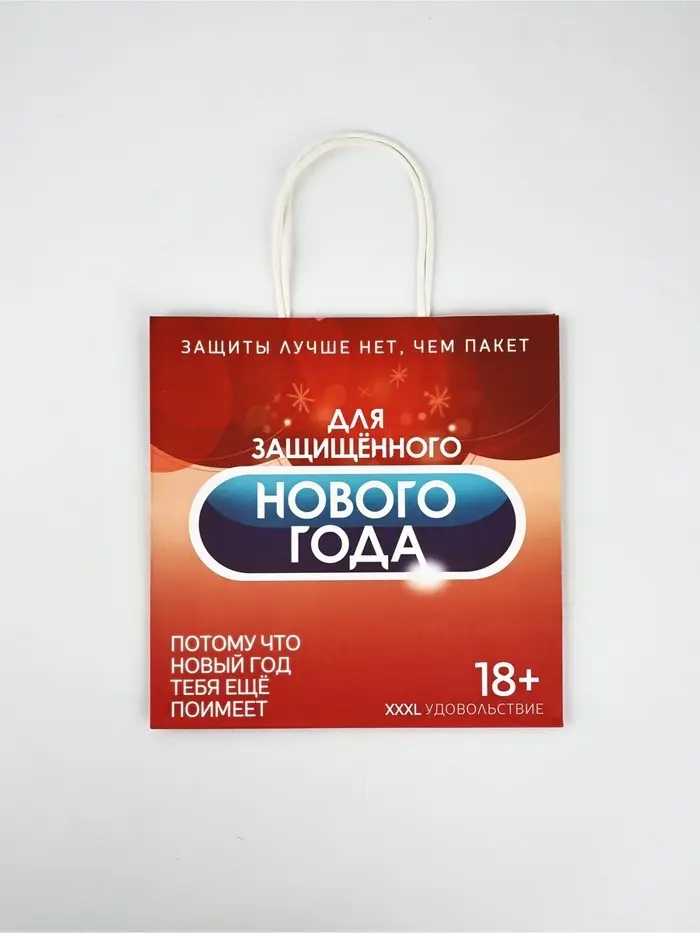 ЗАЩИТЫ ЛУЧШЕ НЕТ, ЧЕМ ПАКЕТ
ДЛЯ
ЗАЩИЩЁННОГО
НОВОГО
ГОДА
ПОТОМУ ЧТО
НОВЫЙ ГОД
ТЕБЯ ЕЩЁ
ПОИМЕЕТ
18+
XXXL УДОВОЛЬСТВИЕ